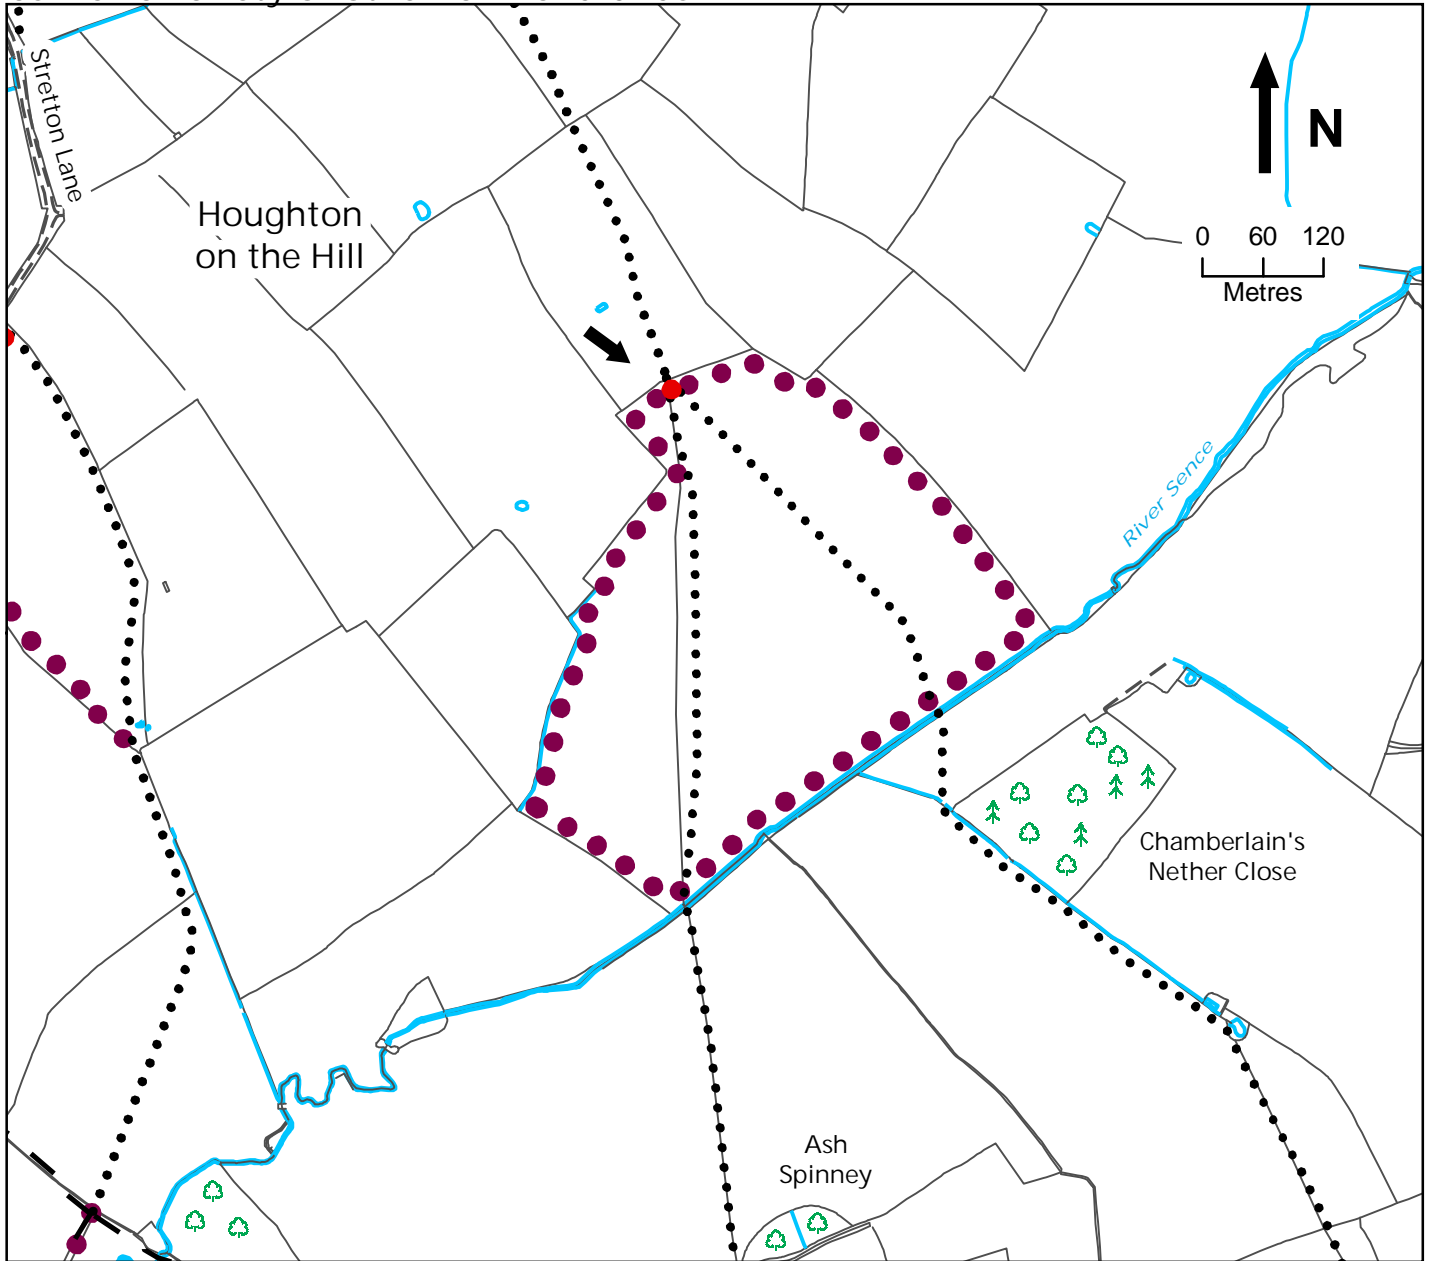 Stretton Lane
Houghton
on the Hill
N
0 60 120
Metres
River Sence
Chamberlain's
Nether Close
Ash
Spinney